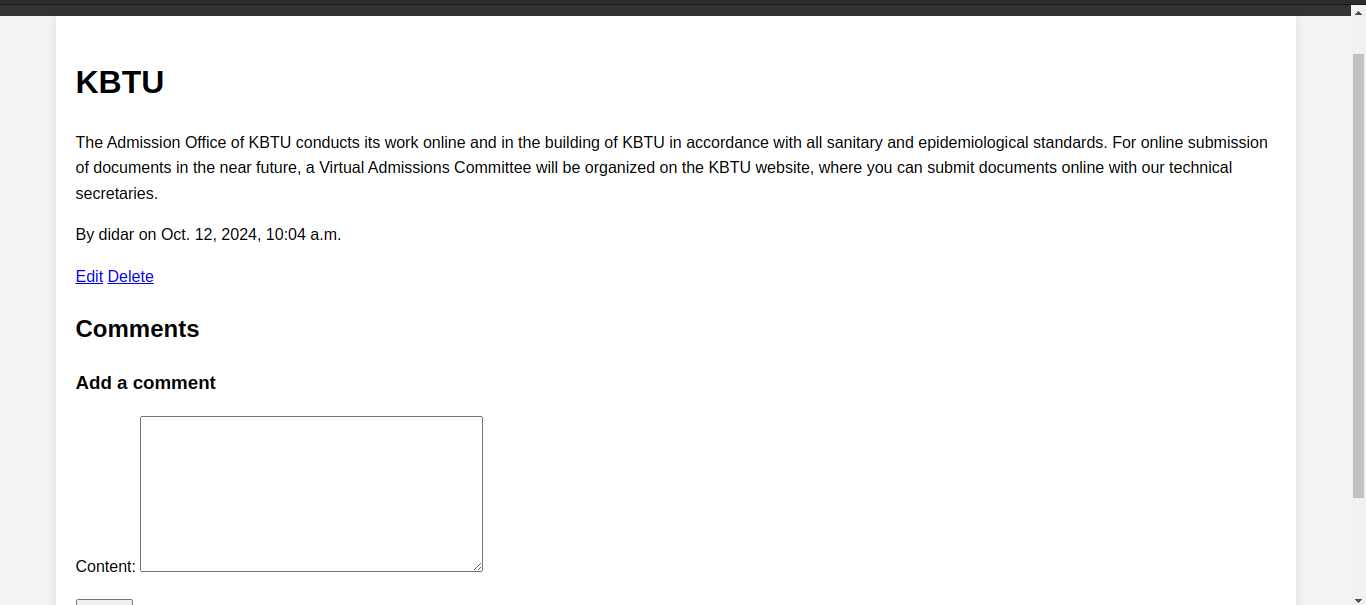 KBTU
The Admission Office of KBTU conducts its work online and in the building of KBTU in accordance with all sanitary and epidemiological standards. For online submission
of documents in the near future, a Virtual Admissions Committee will be organized on the KBTU website, where you can submit documents online with our technical
secretaries.
By didar on Oct. 12, 2024, 10:04 a.m.
Edit Delete
Comments
Add a comment
Content: